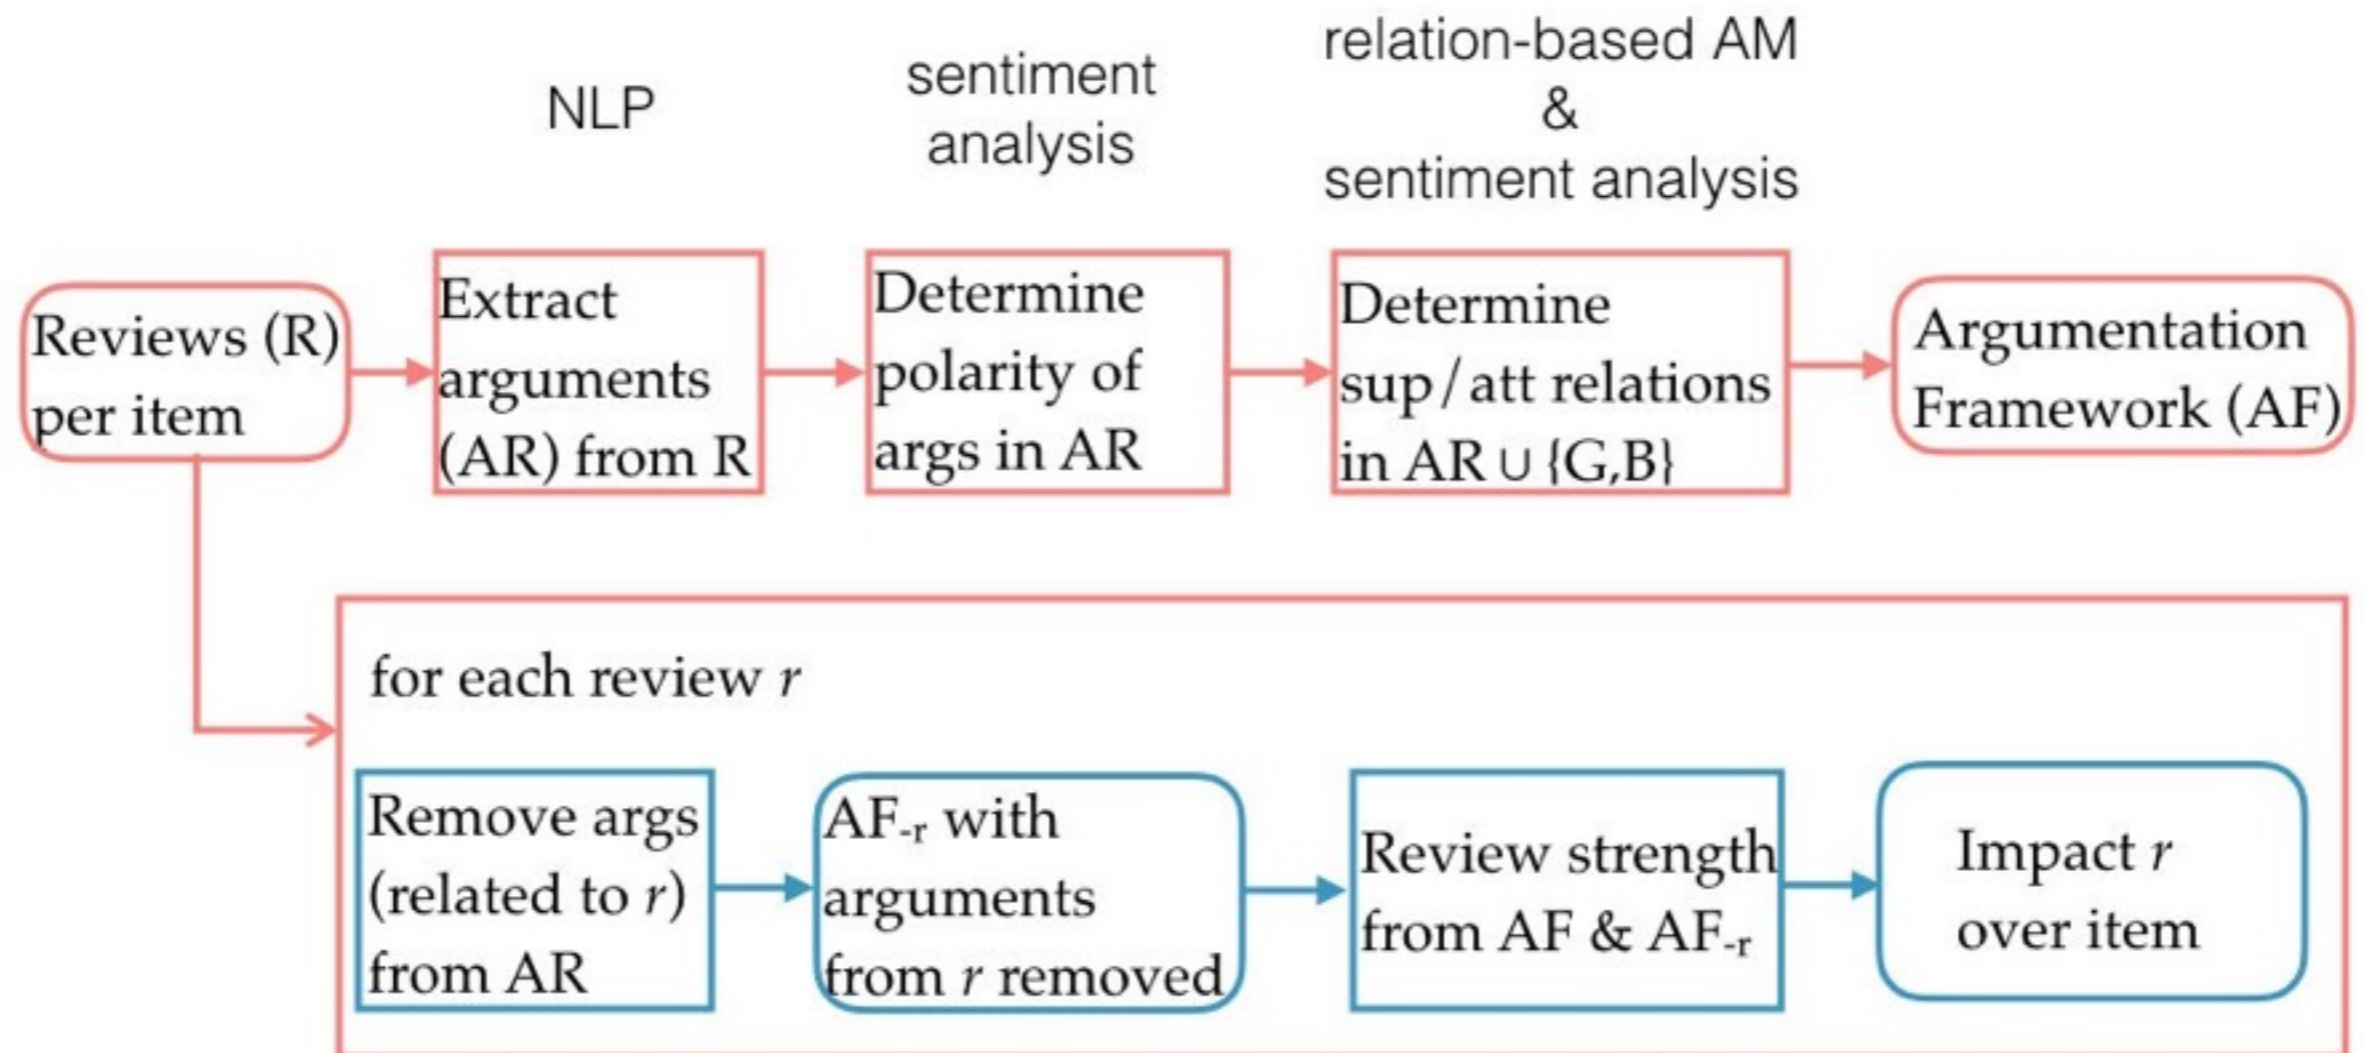 NLP
sentiment
analysis
relation-based AM
&
sentiment analysis
Reviews (R)
per item
Extract
arguments
(AR) from R
Determine
polarity of
args in AR
Determine
sup/att relations
in AR ∪ {G,B}
Argumentation
Framework (AF)
for each review r
Remove args
(related to r)
from AR
AF-r with
arguments
from r removed
Review strength
from AF & AF-r
Impact r
over item